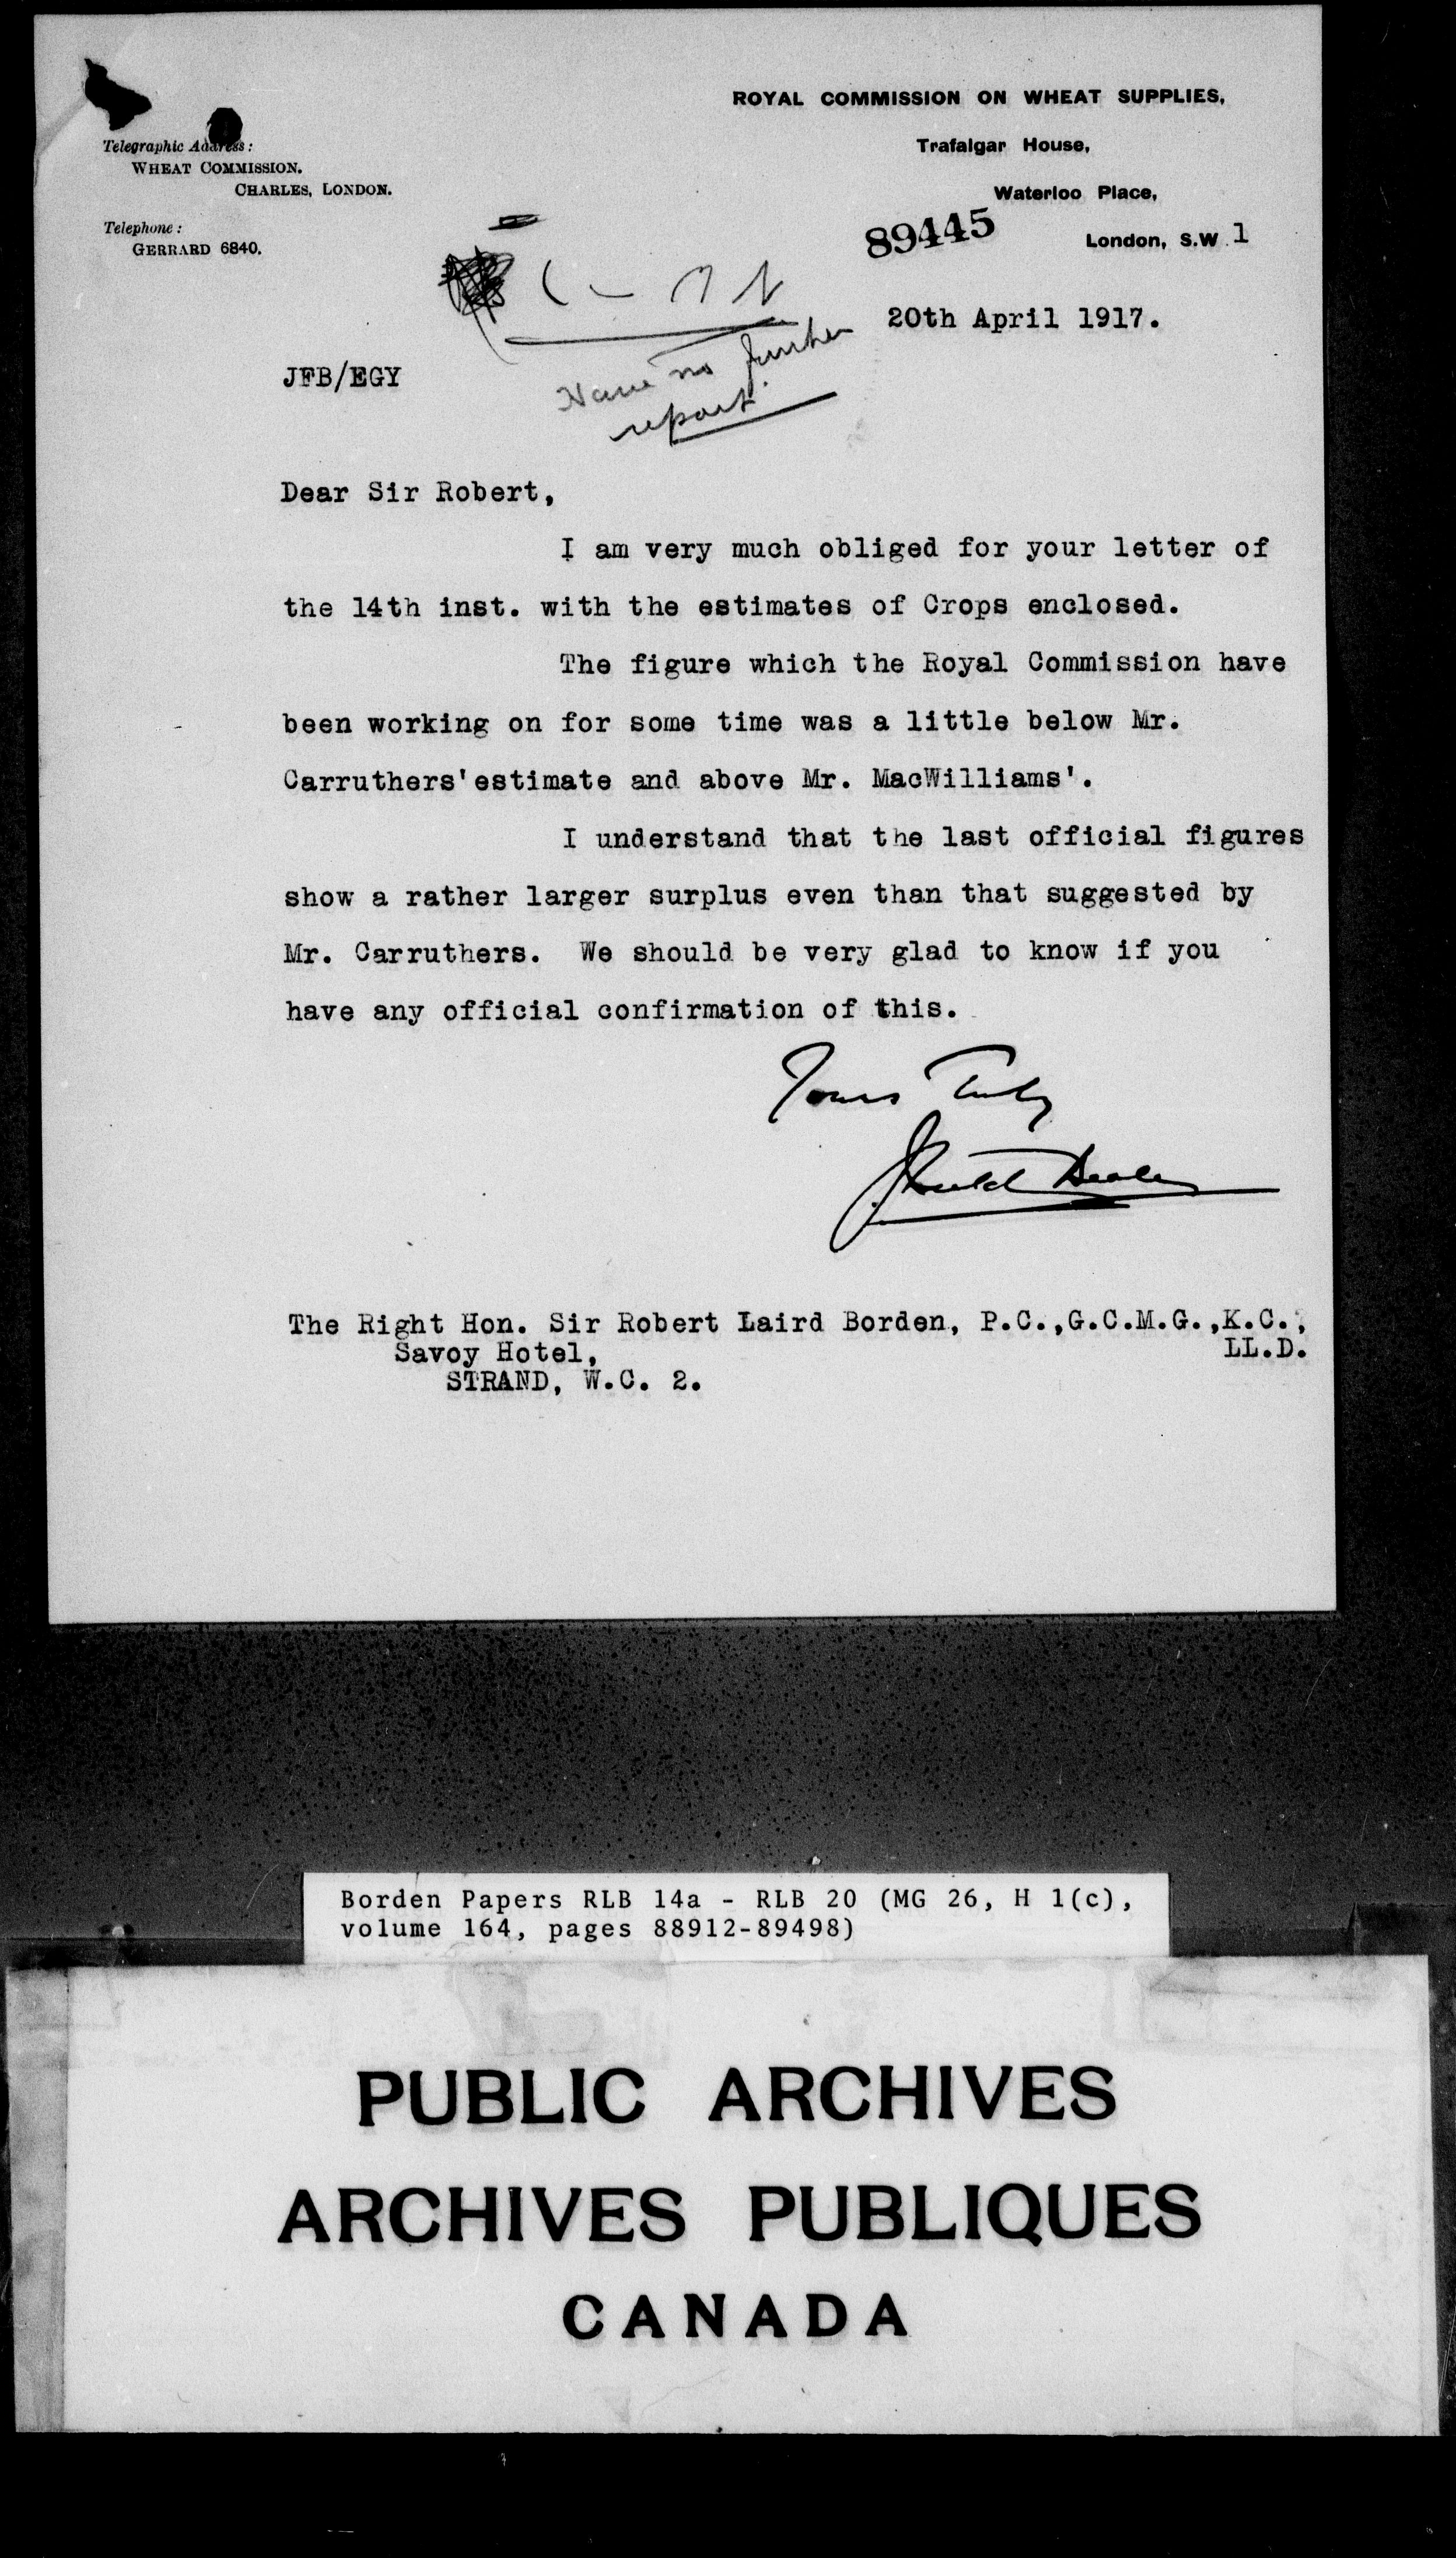 ROYAL COMMISSION ON WHEAT SUPPLIES,
Trafalgar House,
Waterloo Place,
London, S.W.1
Telegraphic Address:
WHEAT COMMISSION.
CHARLES, LONDON.
Telephone:
GERRARD 6840.
89445
20th April 1917.
Have no further
report.
JFB/EGY
Dear Sir Robert,
I am very much obliged for your letter of
the 14th inst. with the estimates of Crops enclosed.
The figure which the Royal Commission have
been working on for some time was a little below Mr.
Carruthers'estimate and above Mr. MacWilliams'.
I understand that the last official figures
show a rather larger surplus even than that suggested by
Mr. Carruthers. We should be very glad to know if you
have any official confirmation of this.
Yours truly
The Right Hon. Sir Robert Laird Borden, P.C.,G.C.M.G.,K.C.,
LL.D.
Savoy Hotel,
STRAND, W.C. 2.
Borden Papers RLB 14a - RLB 20 (MG 26, H 1(c),
volume 164, pages 88912-89498)
PUBLIC ARCHIVES
ARCHIVES PUBLIQUES
CANADA